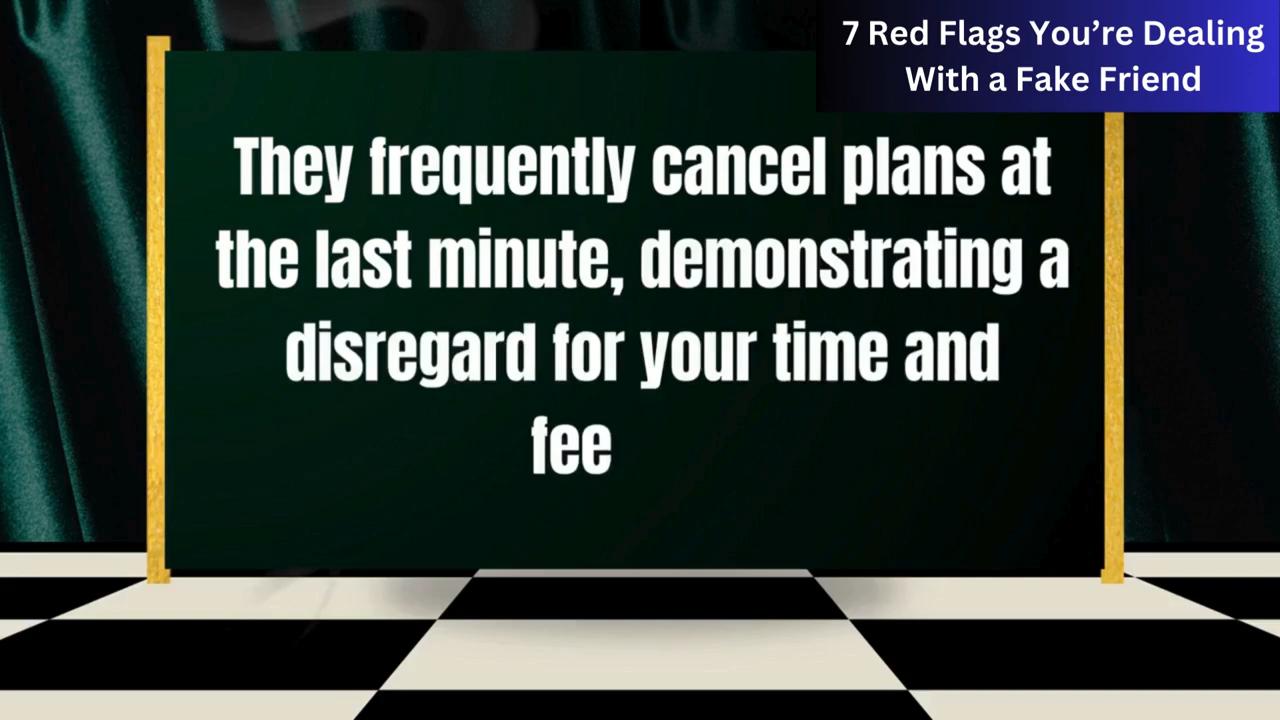 7 Red Flags You’re Dealing
With a Fake Friend
They frequently cancel plans at
the last minute, demonstrating a
disregard for your time and
fee